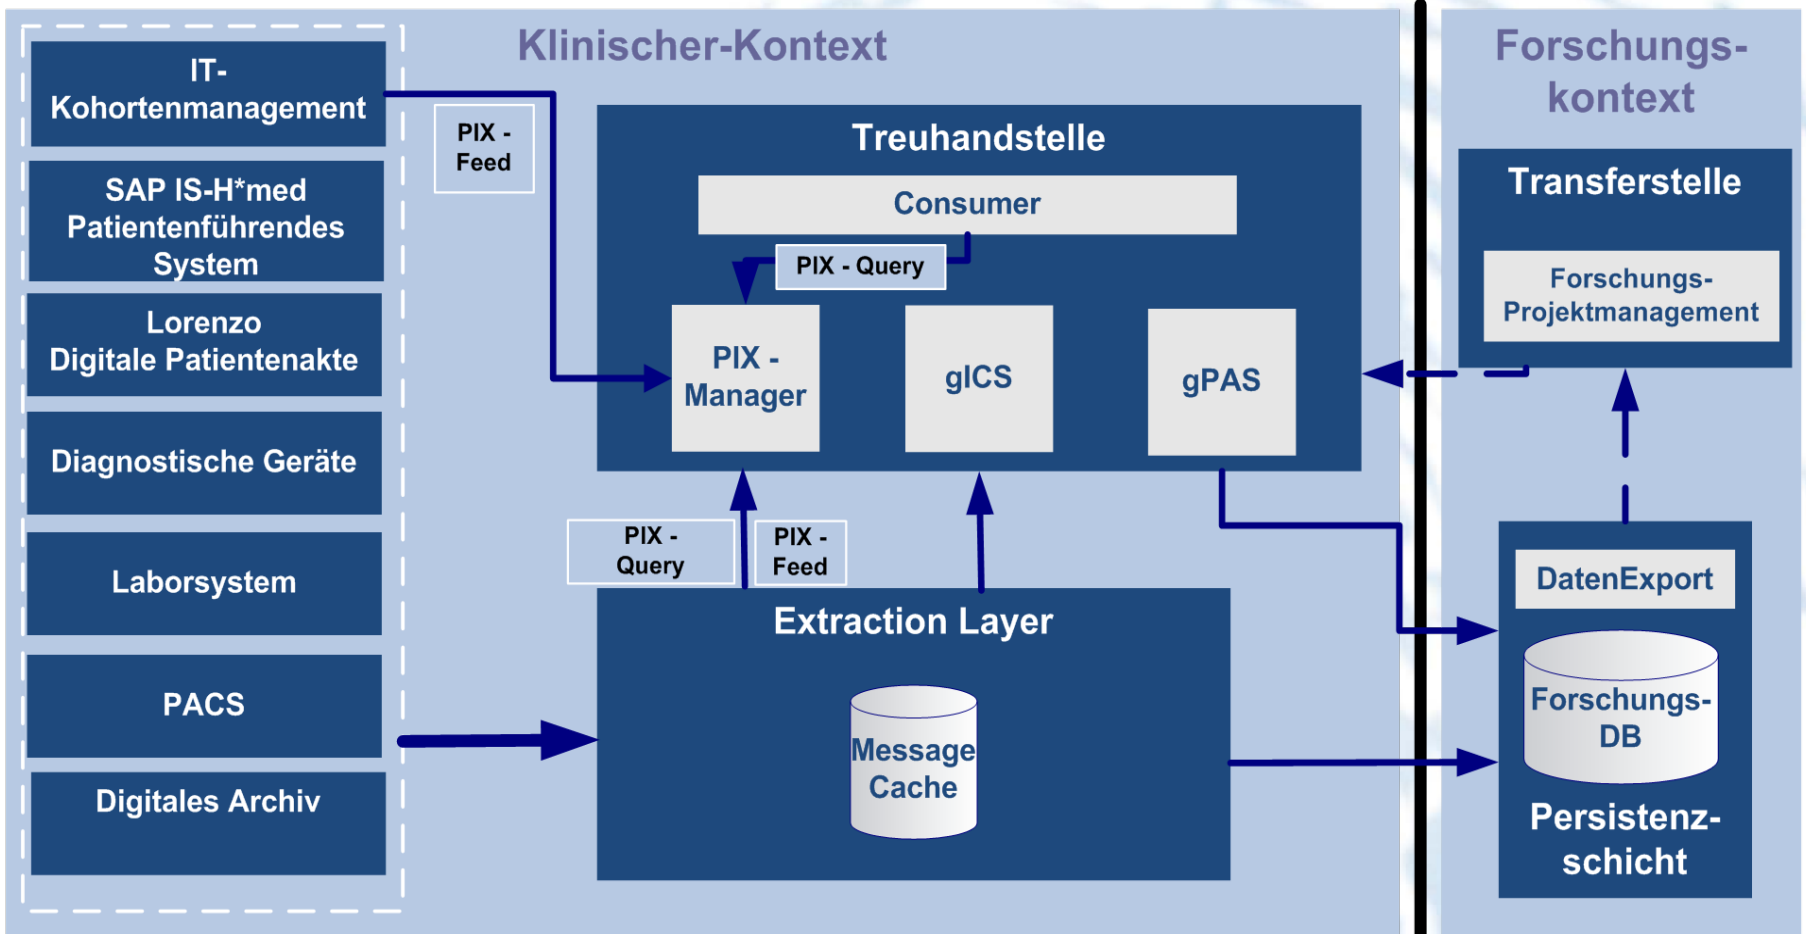 Klinischer-Kontext
Forschungs-
kontext
IT-
Kohortenmanagement
SAP IS-H*med
Patientenführendes
System
Lorenzo
Digitale Patientenakte
Diagnostische Geräte
Laborsystem
PACS
Digitales Archiv
PIX -
Feed
Treuhandstelle
Consumer
PIX - Query
PIX -
Manager
gICS
gPAS
PIX -
Query
PIX -
Feed
Extraction Layer
Message
Cache
Transferstelle
Forschungs-
Projektmanagement
DatenExport
Forschungs-
DB
Persistenz-
schicht